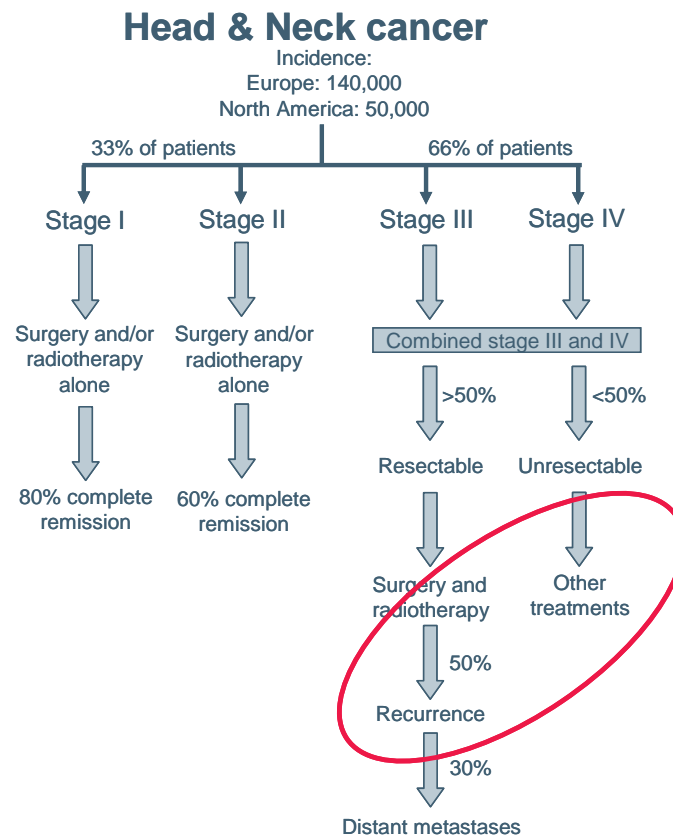 Head & Neck cancer
Incidence:
Europe: 140,000
North America: 50,000
33% of patients
66% of patients
Stage I
Stage II
Stage III
Stage IV
Surgery and/or
radiotherapy
alone
Surgery and/or
radiotherapy
alone
Combined stage III and IV
>50%
<50%
Resectable
Unresectable
80% complete
remission
60% complete
remission
Surgery and
radiotherapy
Other
treatments
50%
Recurrence
30%
Distant metastases